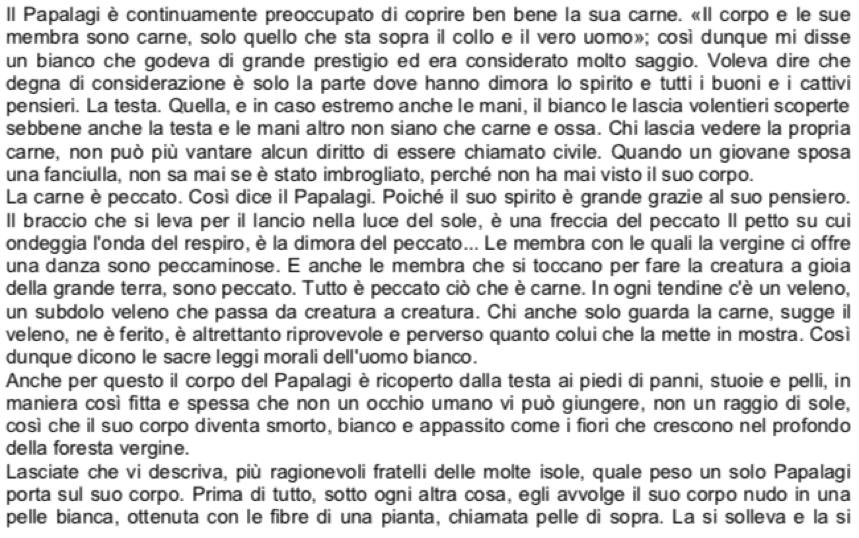 Il Papalagi è continuamente preoccupato di coprire ben bene la sua carne. «Il corpo e le sue
membra sono carne, solo quello che sta sopra il collo e il vero uomo»; così dunque mi disse
un bianco che godeva di grande prestigio ed era considerato molto saggio. Voleva dire che
degna di considerazione è solo la parte dove hanno dimora lo spirito e tutti i buoni e i cattivi
pensieri. La testa. Quella, e in caso estremo anche le mani, il bianco le lascia volentieri scoperte
sebbene anche la testa e le mani altro non siano che carne e ossa. Chi lascia vedere la propria
carne, non può più vantare alcun diritto di essere chiamato civile. Quando un giovane sposa
una fanciulla, non sa mai se è stato imbrogliato, perché non ha mai visto il suo corpo.
La carne è peccato. Così dice il Papalagi. Poiché il suo spirito è grande grazie al suo pensiero.
Il braccio che si leva per il lancio nella luce del sole, è una freccia del peccato Il petto su cui
ondeggia l'onda del respiro, è la dimora del peccato... Le membra con le quali la vergine ci offre
una danza sono peccaminose. E anche le membra che si toccano per fare la creatura a gioia
della grande terra, sono peccato. Tutto è peccato ciò che è carne. In ogni tendine c'è un veleno,
un subdolo veleno che passa da creatura a creatura. Chi anche solo guarda la carne, sugge il
veleno, ne è ferito, è altrettanto riprovevole e perverso quanto colui che la mette in mostra. Così
dunque dicono le sacre leggi morali dell'uomo bianco.
Anche per questo il corpo del Papalagi è ricoperto dalla testa ai piedi di panni, stuoie e pelli, in
maniera così fitta e spessa che non un occhio umano vi può giungere, non un raggio di sole,
così che il suo corpo diventa smorto, bianco e appassito come i fiori che crescono nel profondo
della foresta vergine.
Lasciate che vi descriva, più ragionevoli fratelli delle molte isole, quale peso un solo Papalagi
porta sul suo corpo. Prima di tutto, sotto ogni altra cosa, egli avvolge il suo corpo nudo in una
pelle bianca, ottenuta con le fibre di una pianta, chiamata pelle di sopra. La si solleva e la si